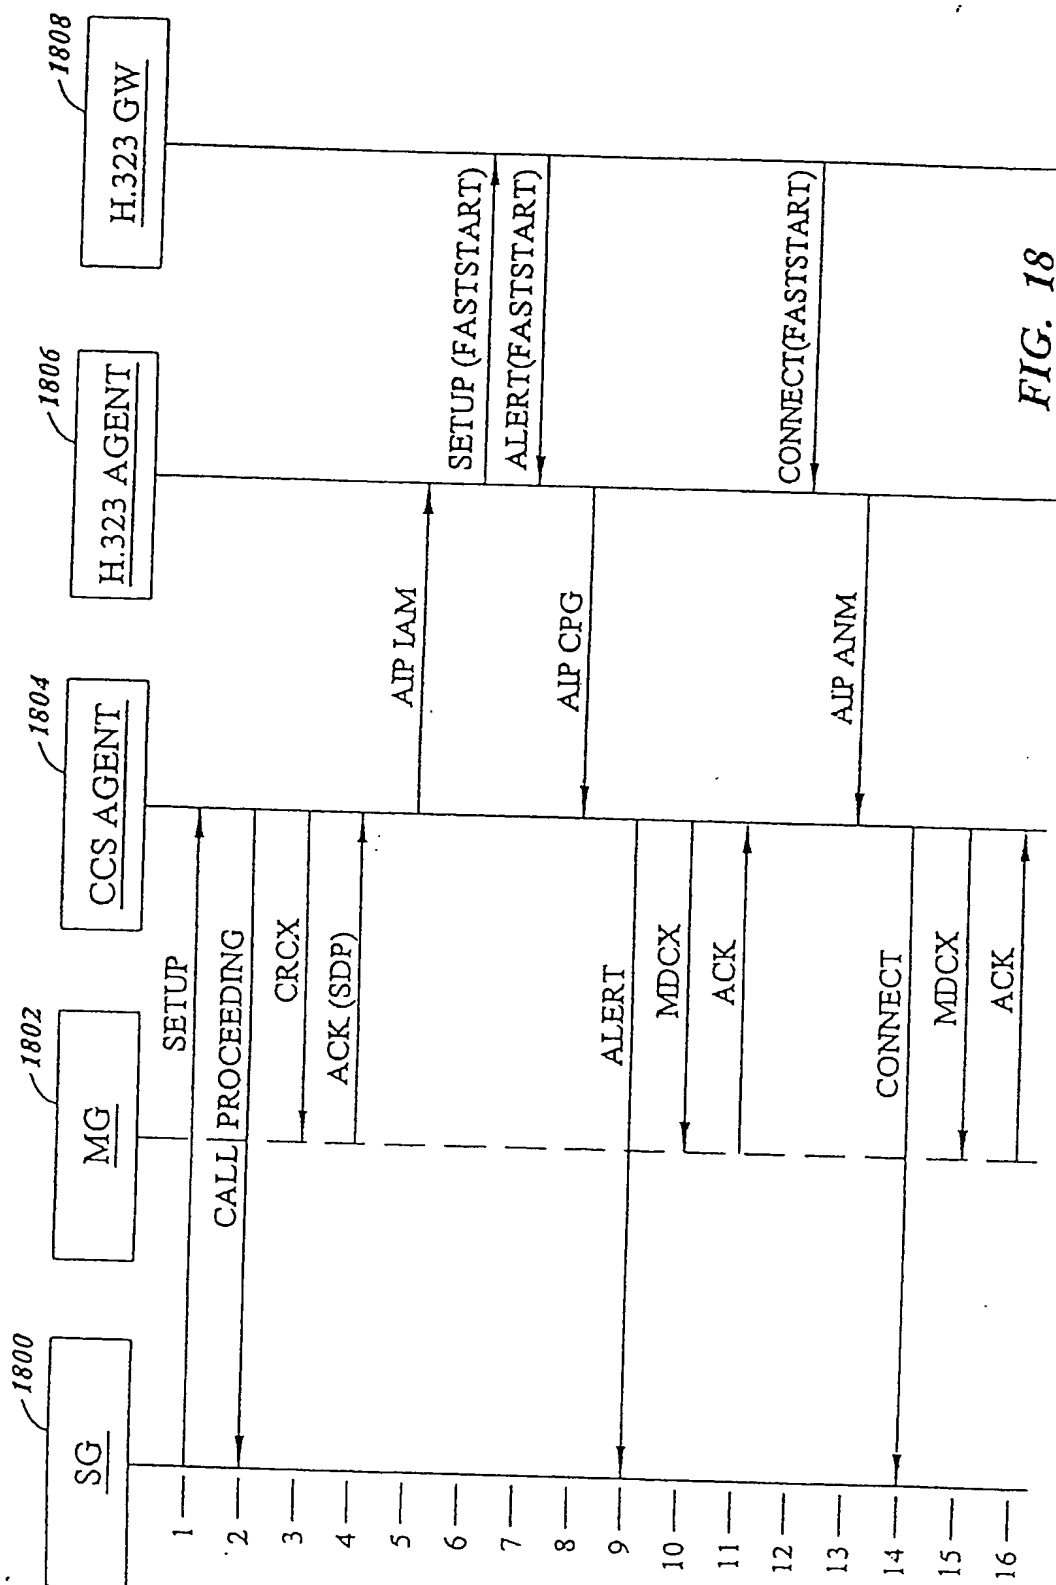 1800
SG
1802
MG
1804
CCS AGENT
1806
H.323 AGENT
1808
H.323 GW
1
SETUP
2
CALL PROCEEDING
3
CRCX
4
ACK (SDP)
5
AIP IAM
6
SETUP (FASTSTART)
7
ALERT(FASTSTART)
8
AIP CPG
9
ALERT
10
MDCX
11
ACK
12
CONNECT(FASTSTART)
13
AIP ANM
14
CONNECT
15
MDCX
16
ACK
FIG. 18